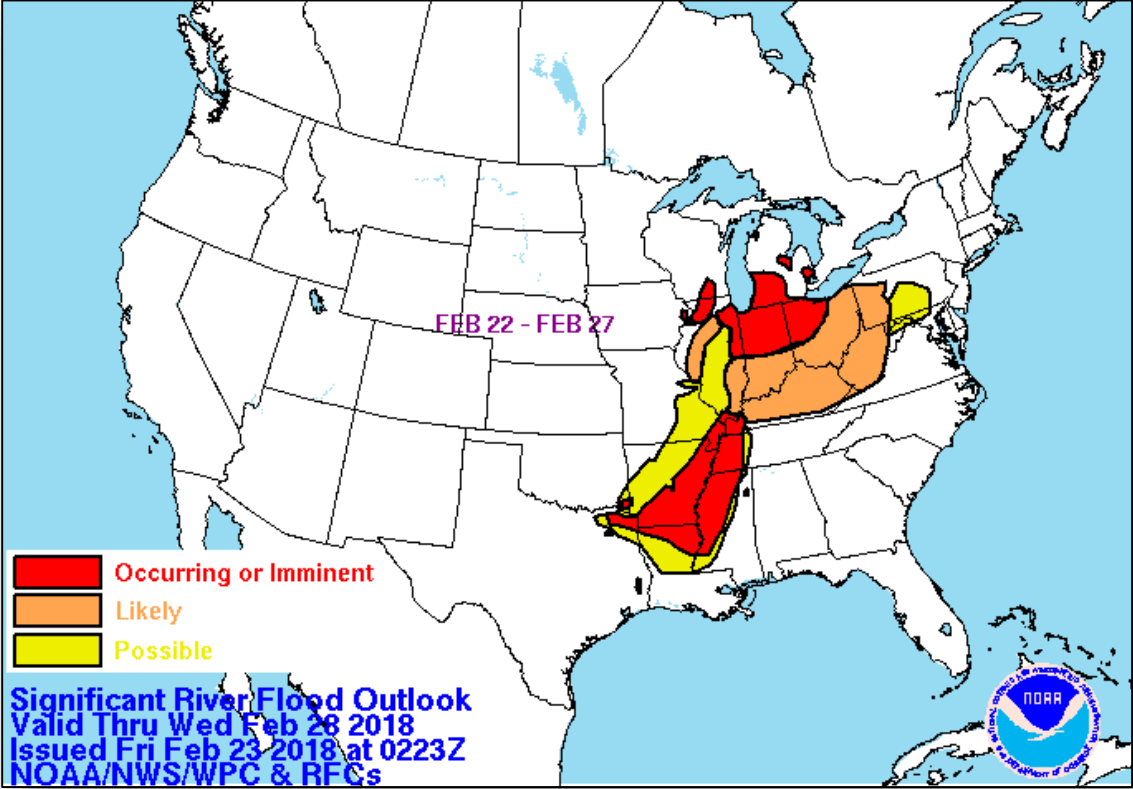 FEB 22 - FEB 27
Occurring or Imminent
Likely
Possible
Significant River Flood Outlook
Valid Thru Wed Feb 28 2018
Issued Fri Feb 23 2018 at 0223Z
NOAA/NWS/WPC & RFCs
NOAA